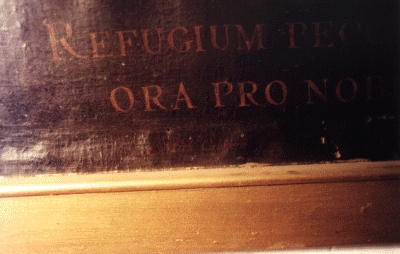 REFUGIUM PEC
ORA PRO NOB